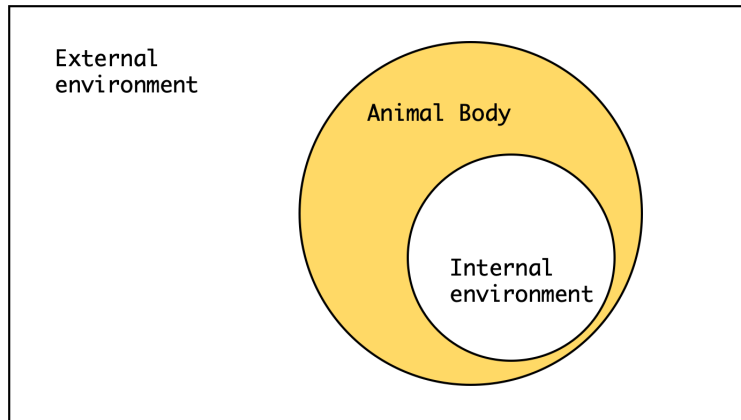 External
environment
Animal Body
Internal
environment